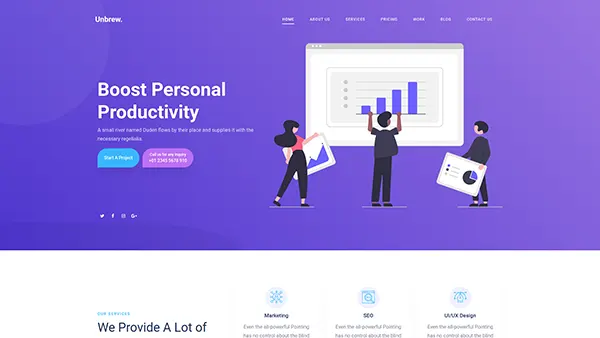 Unbrew.
HOME ABOUT US SERVICES PRICING WORK BLOG CONTACT US
Boost Personal
Productivity
A small river named Duden flows by their place and supplies it with the
necessary regelialia.
Start A Project
Call us for any inquiry
+01 2345 5678 910
OUR SERVICES
We Provide A Lot of
Marketing
Even the all-powerful Pointing
has no control about the blind
SEO
Even the all-powerful Pointing
has no control about the blind
UI/UX Design
Even the all-powerful Pointing
has no control about the blind